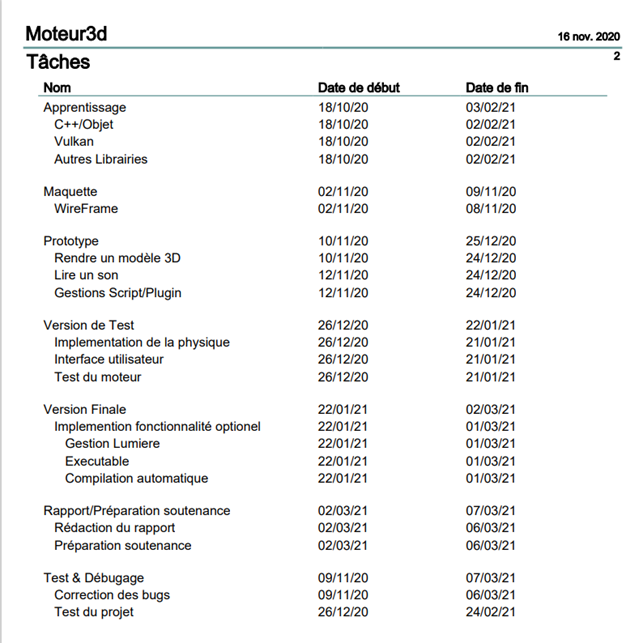 Moteur3d 16 nov. 2020
Tâches 2
Nom Date de début Date de fin
Apprentissage 18/10/20 03/02/21
C++/Objet 18/10/20 02/02/21
Vulkan 18/10/20 02/02/21
Autres Librairies 18/10/20 02/02/21
Maquette 02/11/20 09/11/20
WireFrame 02/11/20 08/11/20
Prototype 10/11/20 25/12/20
Rendre un modèle 3D 10/11/20 24/12/20
Lire un son 12/11/20 24/12/20
Gestions Script/Plugin 12/11/20 24/12/20
Version de Test 26/12/20 22/01/21
Implementation de la physique 26/12/20 21/01/21
Interface utilisateur 26/12/20 21/01/21
Test du moteur 26/12/20 21/01/21
Version Finale 22/01/21 02/03/21
Implemention fonctionnalité optionel 22/01/21 01/03/21
Gestion Lumiere 22/01/21 01/03/21
Executable 22/01/21 01/03/21
Compilation automatique 22/01/21 01/03/21
Rapport/Préparation soutenance 02/03/21 07/03/21
Rédaction du rapport 02/03/21 06/03/21
Préparation soutenance 02/03/21 06/03/21
Test & Débugage 09/11/20 07/03/21
Correction des bugs 09/11/20 06/03/21
Test du projet 26/12/20 24/02/21